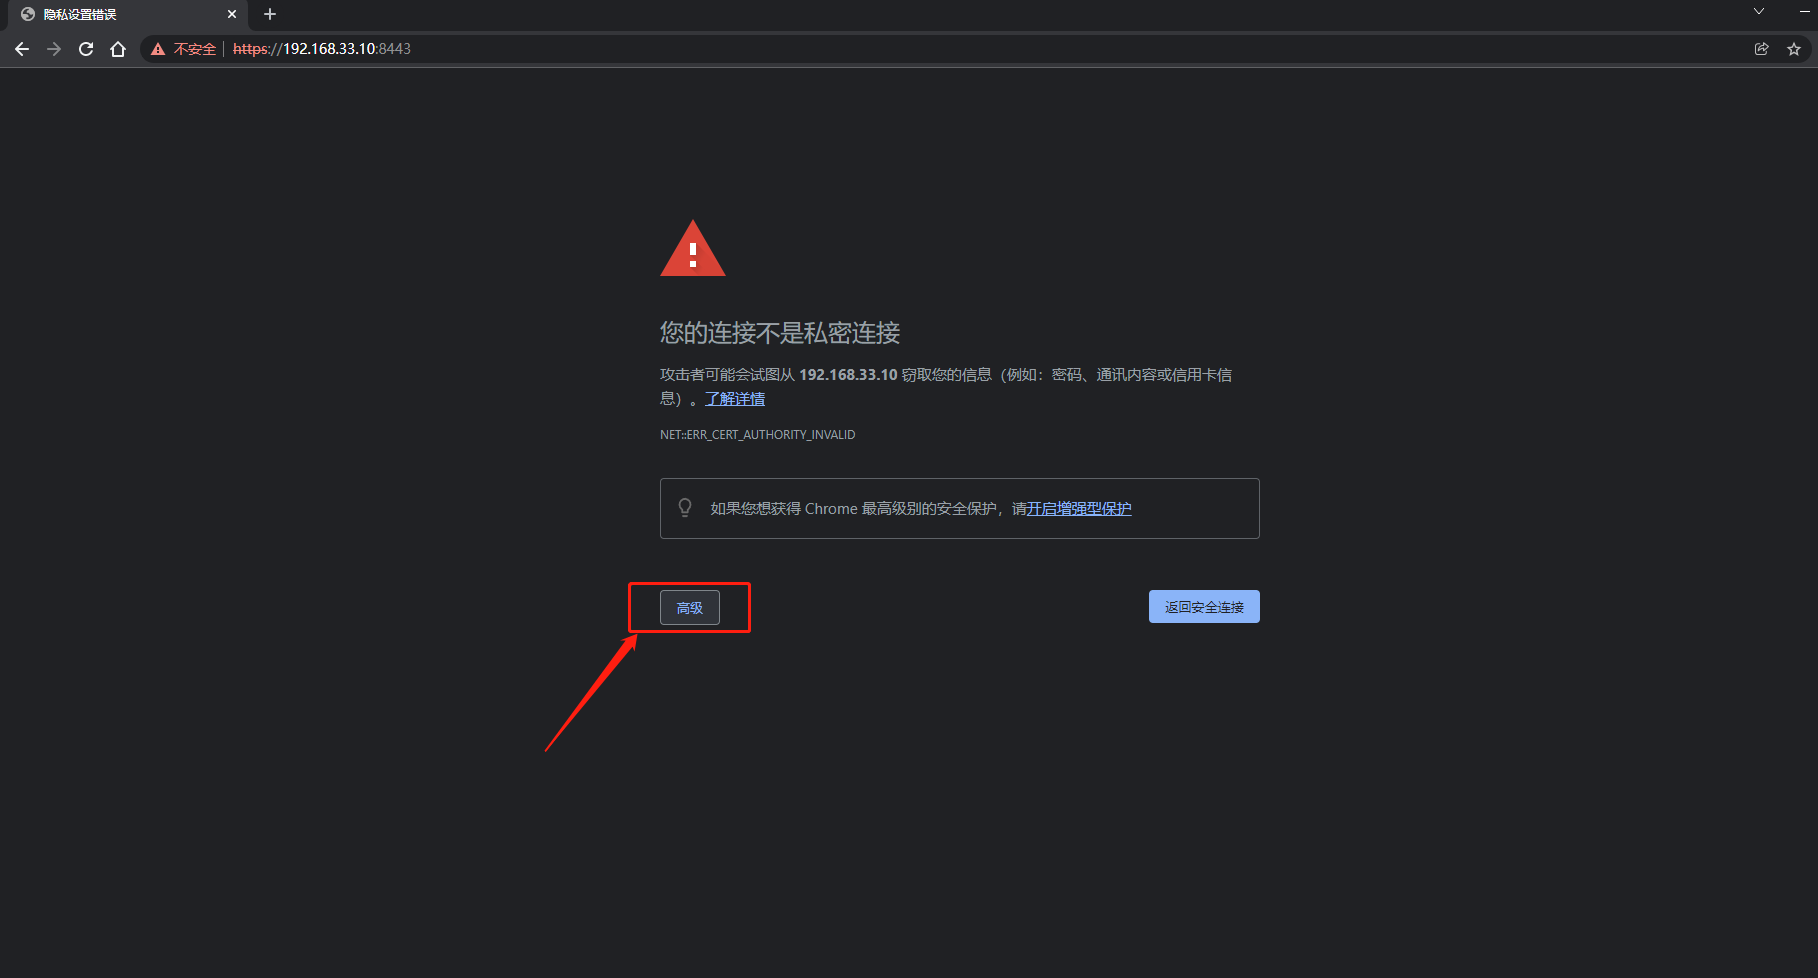 隐私设置错误
不安全 https://192.168.33.10:8443
您的连接不是私密连接
攻击者可能会试图从 192.168.33.10 窃取您的信息（例如：密码、通讯内容或信用卡信
息）。了解详情
NET::ERR_CERT_AUTHORITY_INVALID
如果您想获得 Chrome 最高级别的安全保护，请开启增强型保护
高级
返回安全连接